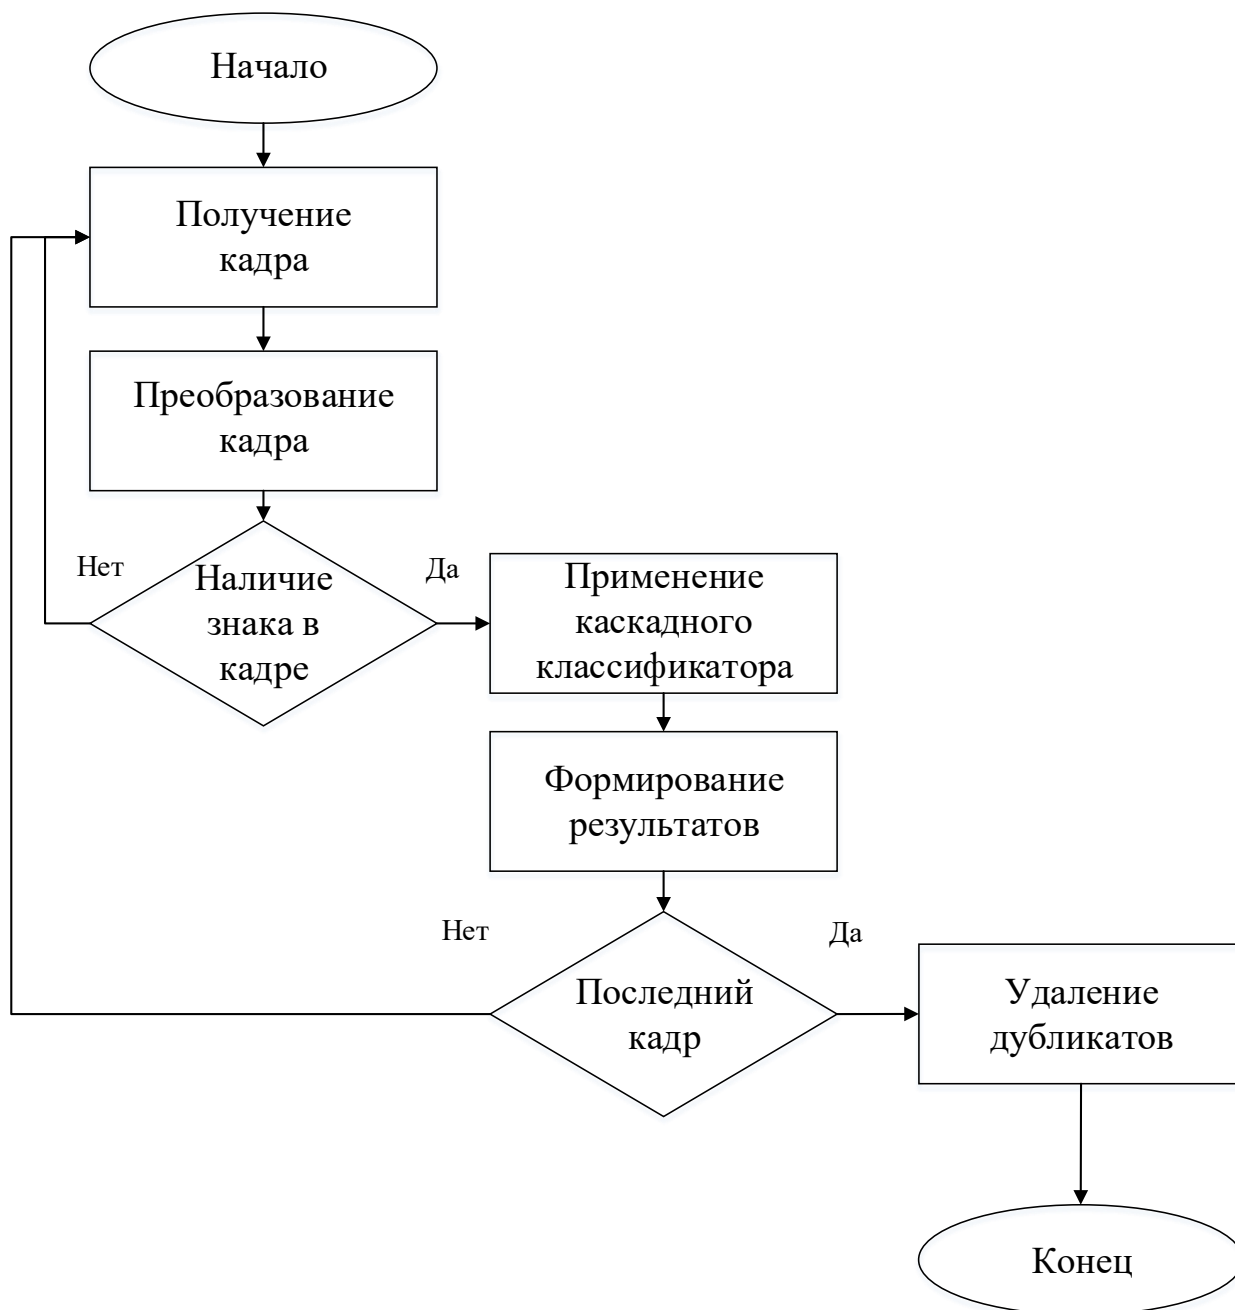 Начало
Получение
кадра
Преобразование
кадра
Нет
Наличие
знака в
кадре
Да
Применение
каскадного
классификатора
Формирование
результатов
Нет
Последний
кадр
Да
Удаление
дубликатов
Конец